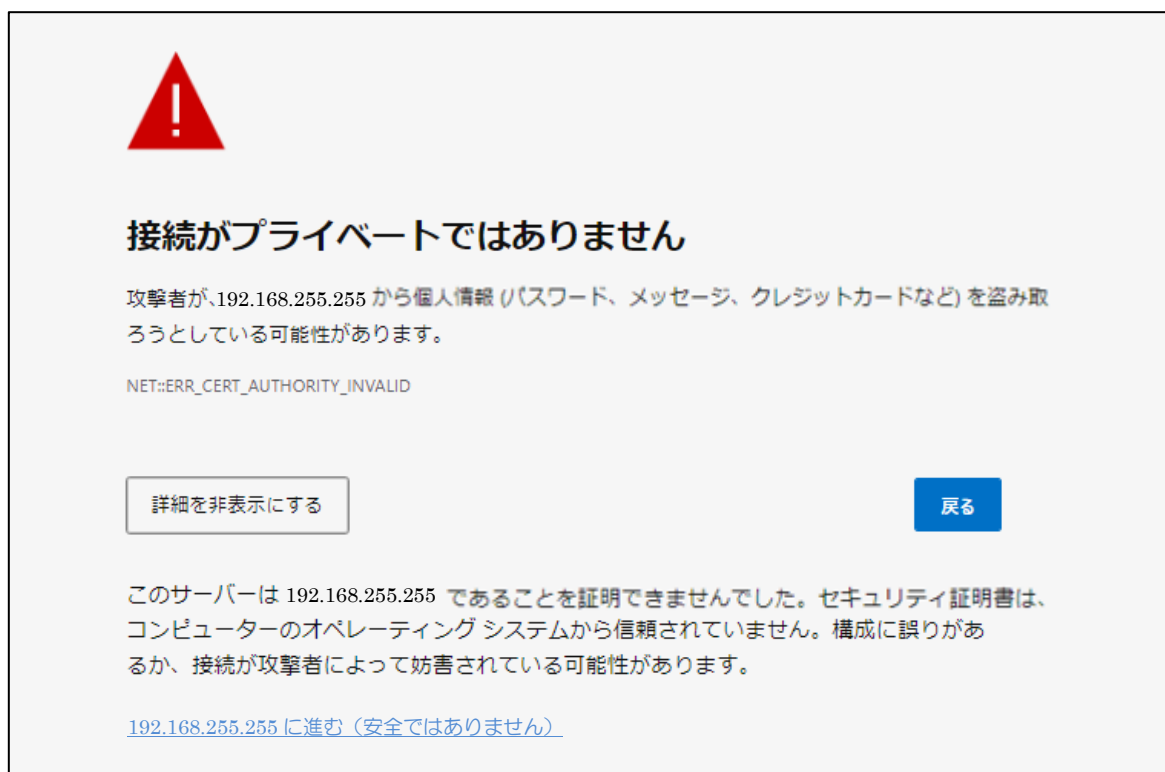 接続がプライベートではありません
攻撃者が、192.168.255.255 から個人情報 (パスワード、メッセージ、クレジットカードなど) を盗み取
ろうとしている可能性があります。
NET::ERR_CERT_AUTHORITY_INVALID
詳細を非表示にする
戻る
このサーバーは 192.168.255.255 であることを証明できませんでした。セキュリティ証明書は、
コンピューターのオペレーティング システムから信頼されていません。構成に誤りがあ
るか、接続が攻撃者によって妨害されている可能性があります。
192.168.255.255 に進む（安全ではありません）